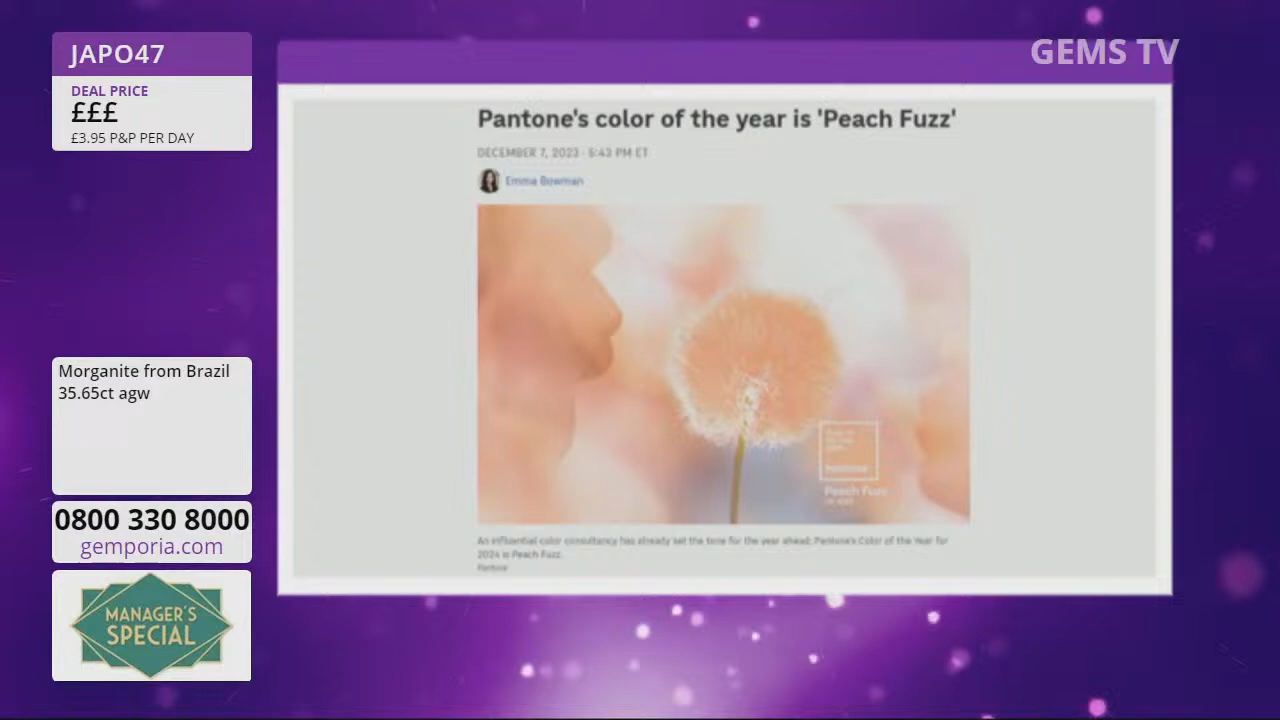 JAPO47
DEAL PRICE
£££
£3.95 P&P PER DAY
GEMS TV
Pantone's color of the year is 'Peach Fuzz'
DECEMBER 7, 2023 · 5:43 PM ET
Emma Bowman
PANTONE
Peach Fuzz
An influential color consultancy has already set the tone for the year ahead: Pantone's Color of the Year for
2024 is Peach Fuzz.
Pantone
Morganite from Brazil
35.65ct agw
0800 330 8000
gemporia.com
MANAGER'S
SPECIAL